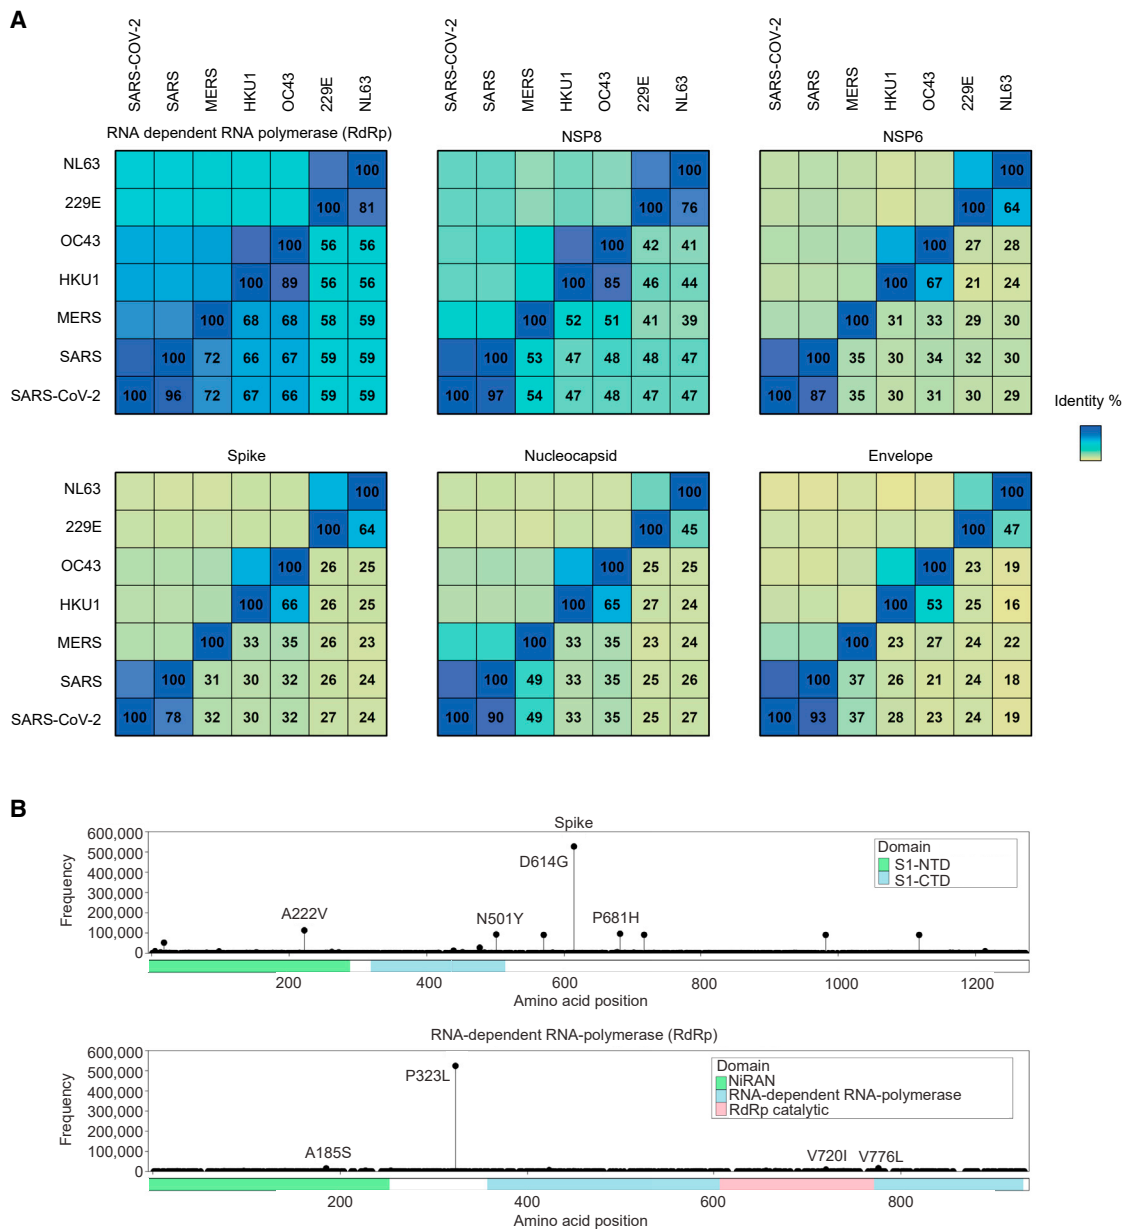 A
SARS-COV-2 SARS MERS HKU1 OC43 229E NL63
SARS-COV-2 SARS MERS HKU1 OC43 229E NL63
SARS-COV-2 SARS MERS HKU1 OC43 229E NL63
RNA dependent RNA polymerase (RdRp)
NL63 100
229E 100 81
OC43 100 56 56
HKU1 100 89 56 56
MERS 100 68 68 58 59
SARS 100 72 66 67 59 59
SARS-CoV-2 100 96 72 67 66 59 59
NSP8
100
100 76
100 42 41
100 85 46 44
100 52 51 41 39
100 53 47 48 48 47
100 97 54 47 48 47 47
NSP6
100
100 64
100 27 28
100 67 21 24
100 31 33 29 30
100 35 30 34 32 30
100 87 35 30 31 30 29
Identity %
Spike
NL63 100
229E 100 64
OC43 100 26 25
HKU1 100 66 26 25
MERS 100 33 35 26 23
SARS 100 31 30 32 26 24
SARS-CoV-2 100 78 32 30 32 27 24
Nucleocapsid
100
100 45
100 25 25
100 65 27 24
100 33 35 23 24
100 49 33 35 25 26
100 90 49 33 35 25 27
Envelope
100
100 47
100 23 19
100 53 25 16
100 23 27 24 22
100 37 26 21 24 18
100 93 37 28 23 24 19
B
Spike
Frequency
600,000
500,000
400,000
300,000
200,000
100,000
0
A222V
N501Y
D614G
P681H
Domain
S1-NTD
S1-CTD
200 400 600 800 1000 1200
Amino acid position
RNA-dependent RNA-polymerase (RdRp)
Frequency
600,000
500,000
400,000
300,000
200,000
100,000
0
A185S
P323L
V720I
V776L
Domain
NiRAN
RNA-dependent RNA-polymerase
RdRp catalytic
200 400 600 800
Amino acid position